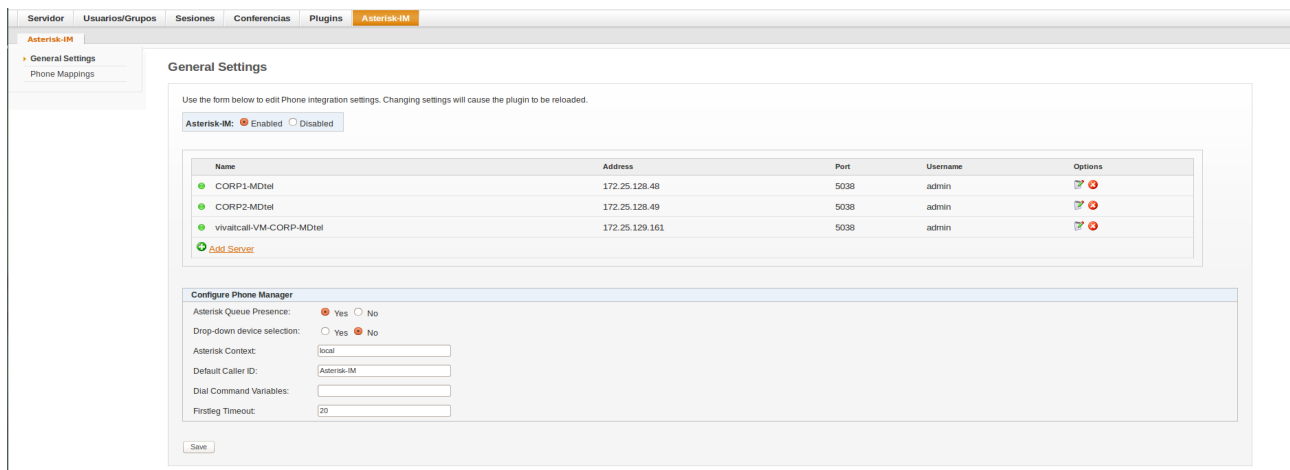 Servidor Usuarios/Grupos Sesiones Conferencias Plugins Asterisk-IM
Asterisk-IM
General Settings
Phone Mappings
General Settings
Use the form below to edit Phone integration settings. Changing settings will cause the plugin to be reloaded.
Asterisk-IM: Enabled Disabled
Name Address Port Username Options
CORP1-MDtel 172.25.128.48 5038 admin
CORP2-MDtel 172.25.128.49 5038 admin
vivaitcall-VM-CORP-MDtel 172.25.129.161 5038 admin
Add Server
Configure Phone Manager
Asterisk Queue Presence: Yes No
Drop-down device selection: Yes No
Asterisk Context: local
Default Caller ID: Asterisk-IM
Dial Command Variables:
Firstleg Timeout: 20
Save